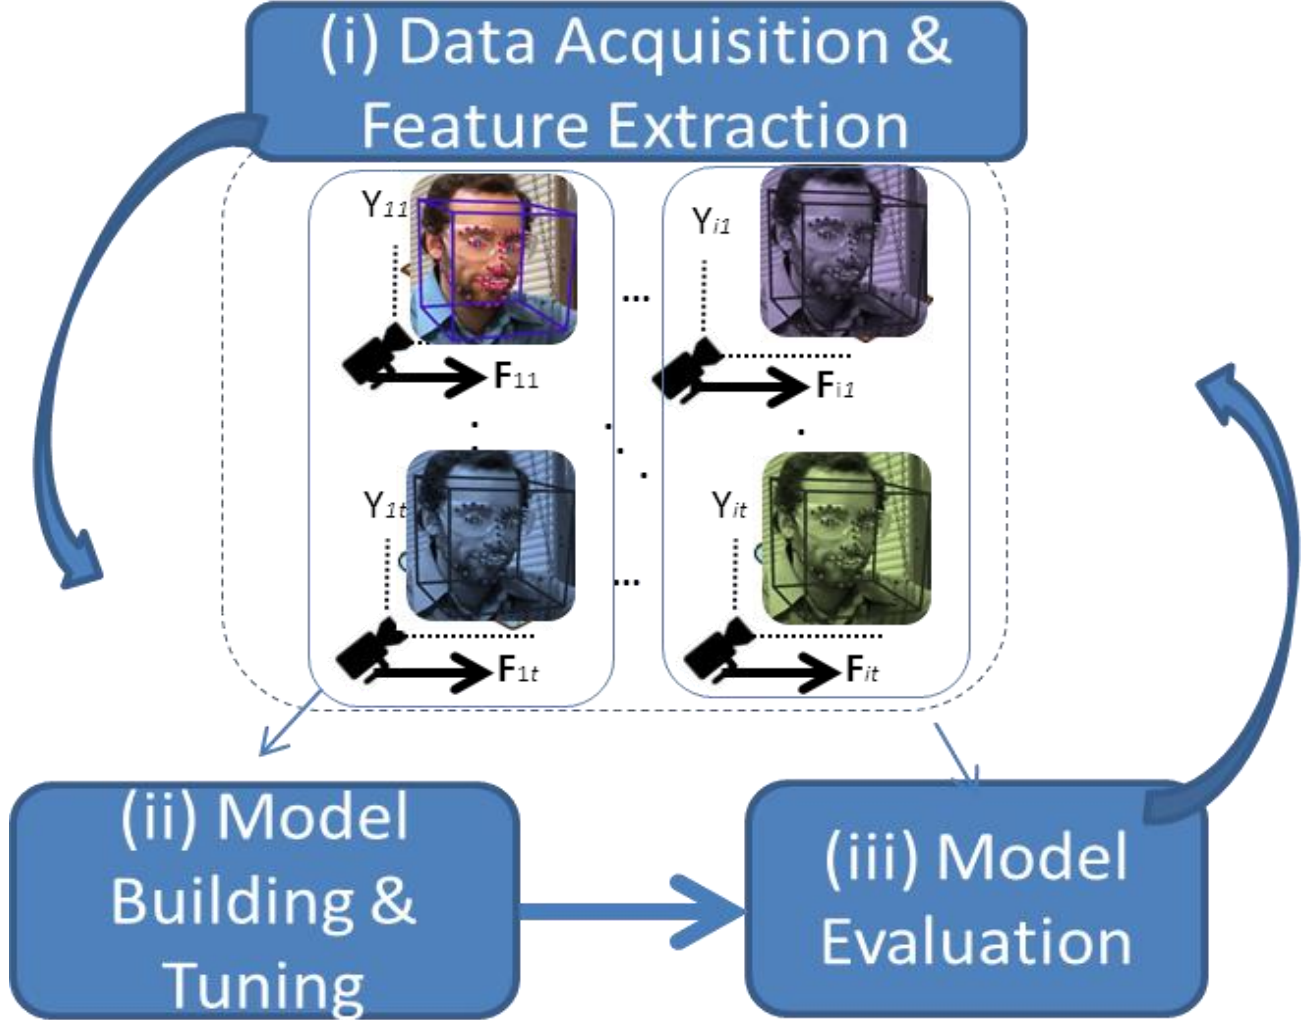 (i) Data Acquisition &
Feature Extraction
Y11
Yi1
...
F11
Fi1
Y1t
Yit
...
F1t
Fit
(ii) Model
Building &
Tuning
(iii) Model
Evaluation